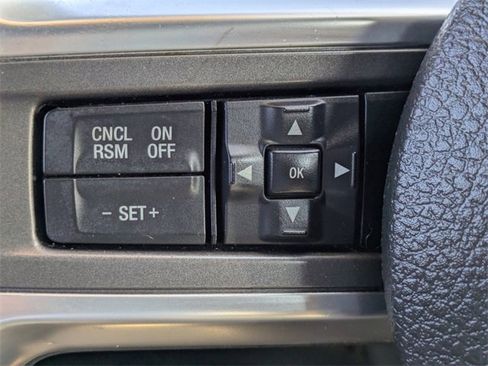 CNCL ON
RSM OFF
- SET +
OK